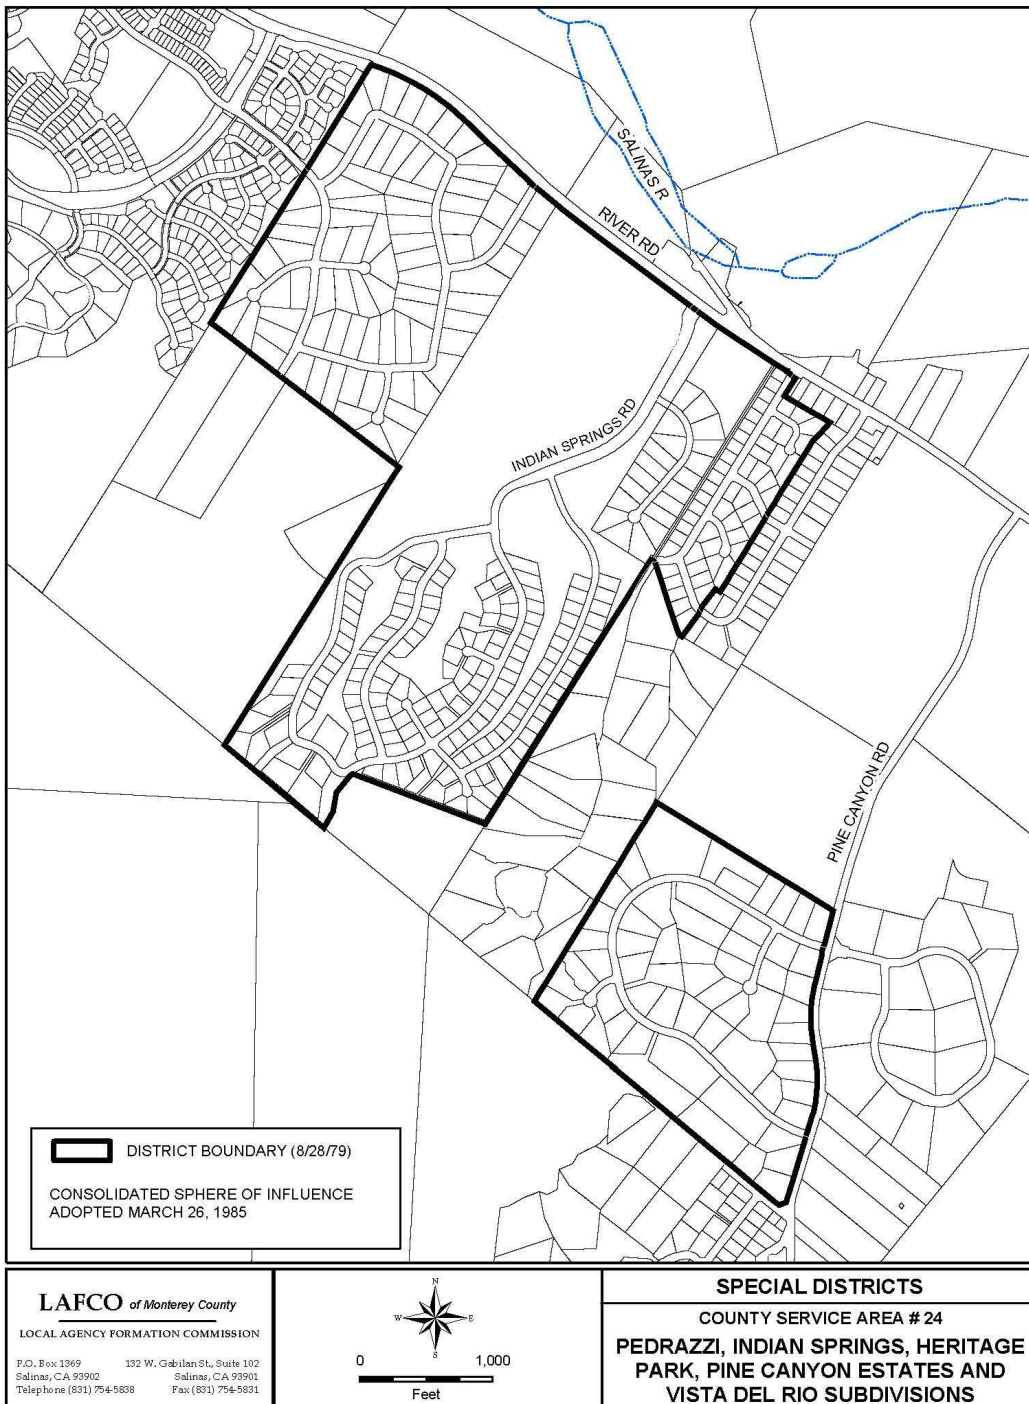 SALINAS R
RIVER RD
INDIAN SPRINGS RD
PINE CANYON RD
DISTRICT BOUNDARY (8/28/79)
CONSOLIDATED SPHERE OF INFLUENCE
ADOPTED MARCH 26, 1985
LAFCO of Monterey County
LOCAL AGENCY FORMATION COMMISSION
P.O. Box 1369 132 W. Gabilan St., Suite 102
Salinas, CA 93902 Salinas, CA 93901
Telephone (831) 754-5838 Fax (831) 754-5831
N
W E
S
0 1,000
Feet
SPECIAL DISTRICTS
COUNTY SERVICE AREA # 24
PEDRAZZI, INDIAN SPRINGS, HERITAGE
PARK, PINE CANYON ESTATES AND
VISTA DEL RIO SUBDIVISIONS